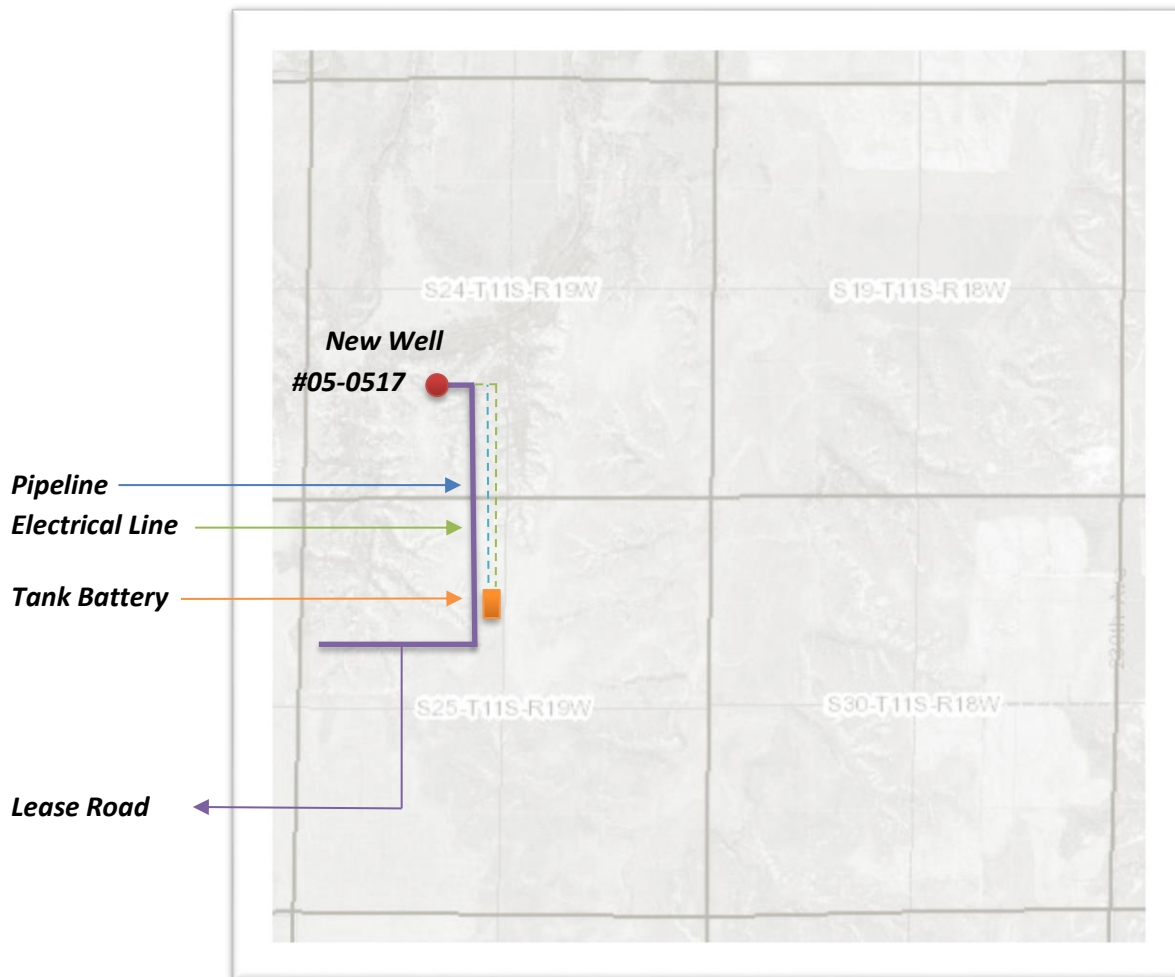 S24-T11S-R19W
S19-T11S-R18W
New Well
#05-0517
Pipeline
Electrical Line
Tank Battery
S25-T11S-R19W
S30-T11S-R18W
Lease Road